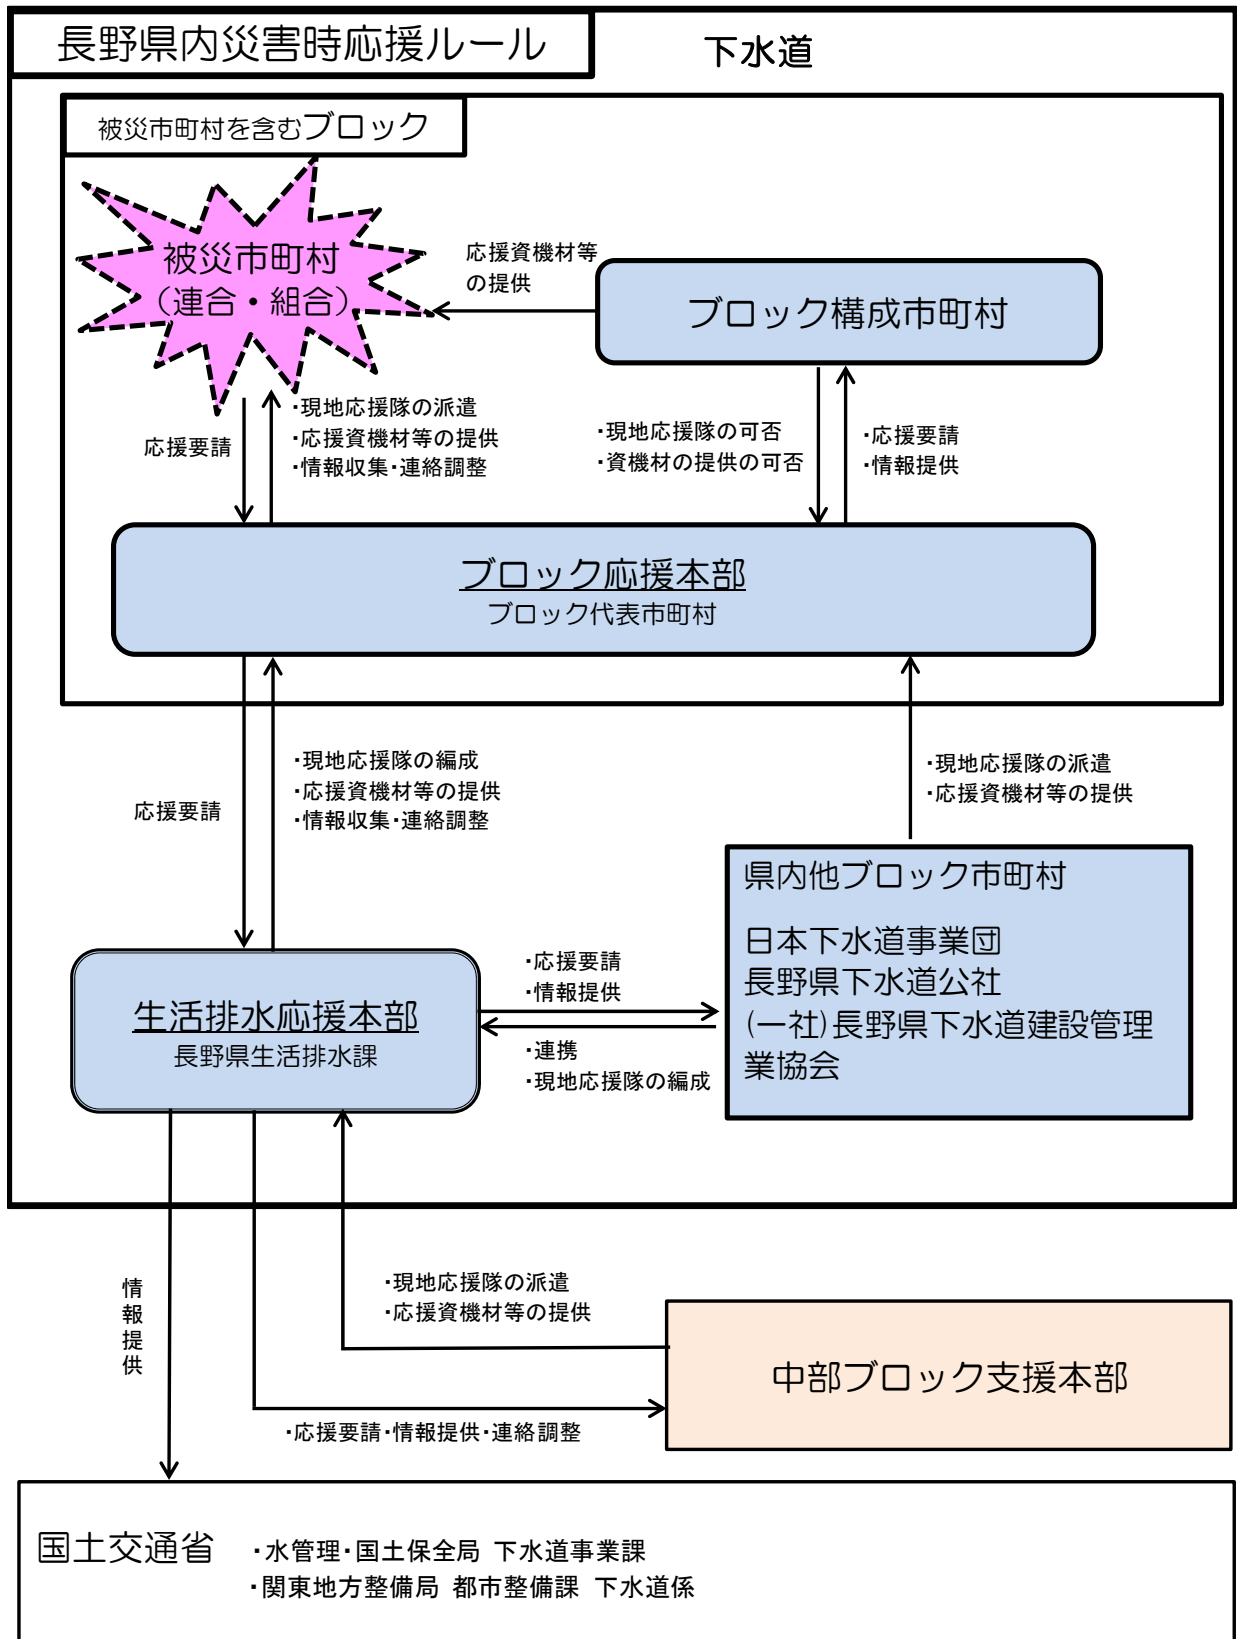 長野県内災害時応援ルール
下水道
被災市町村を含むブロック
被災市町村
（連合・組合）
応援資機材等
の提供
ブロック構成市町村
応援要請
・現地応援隊の派遣
・応援資機材等の提供
・情報収集・連絡調整
・現地応援隊の可否
・資機材の提供の可否
・応援要請
・情報提供
ブロック応援本部
ブロック代表市町村
応援要請
・現地応援隊の編成
・応援資機材等の提供
・情報収集・連絡調整
・現地応援隊の派遣
・応援資機材等の提供
県内他ブロック市町村
日本下水道事業団
長野県下水道公社
(一社)長野県下水道建設管理
業協会
生活排水応援本部
長野県生活排水課
・応援要請
・情報提供
・連携
・現地応援隊の編成
情報提供
・現地応援隊の派遣
・応援資機材等の提供
中部ブロック支援本部
・応援要請・情報提供・連絡調整
国土交通省
・水管理・国土保全局 下水道事業課
・関東地方整備局 都市整備課 下水道係